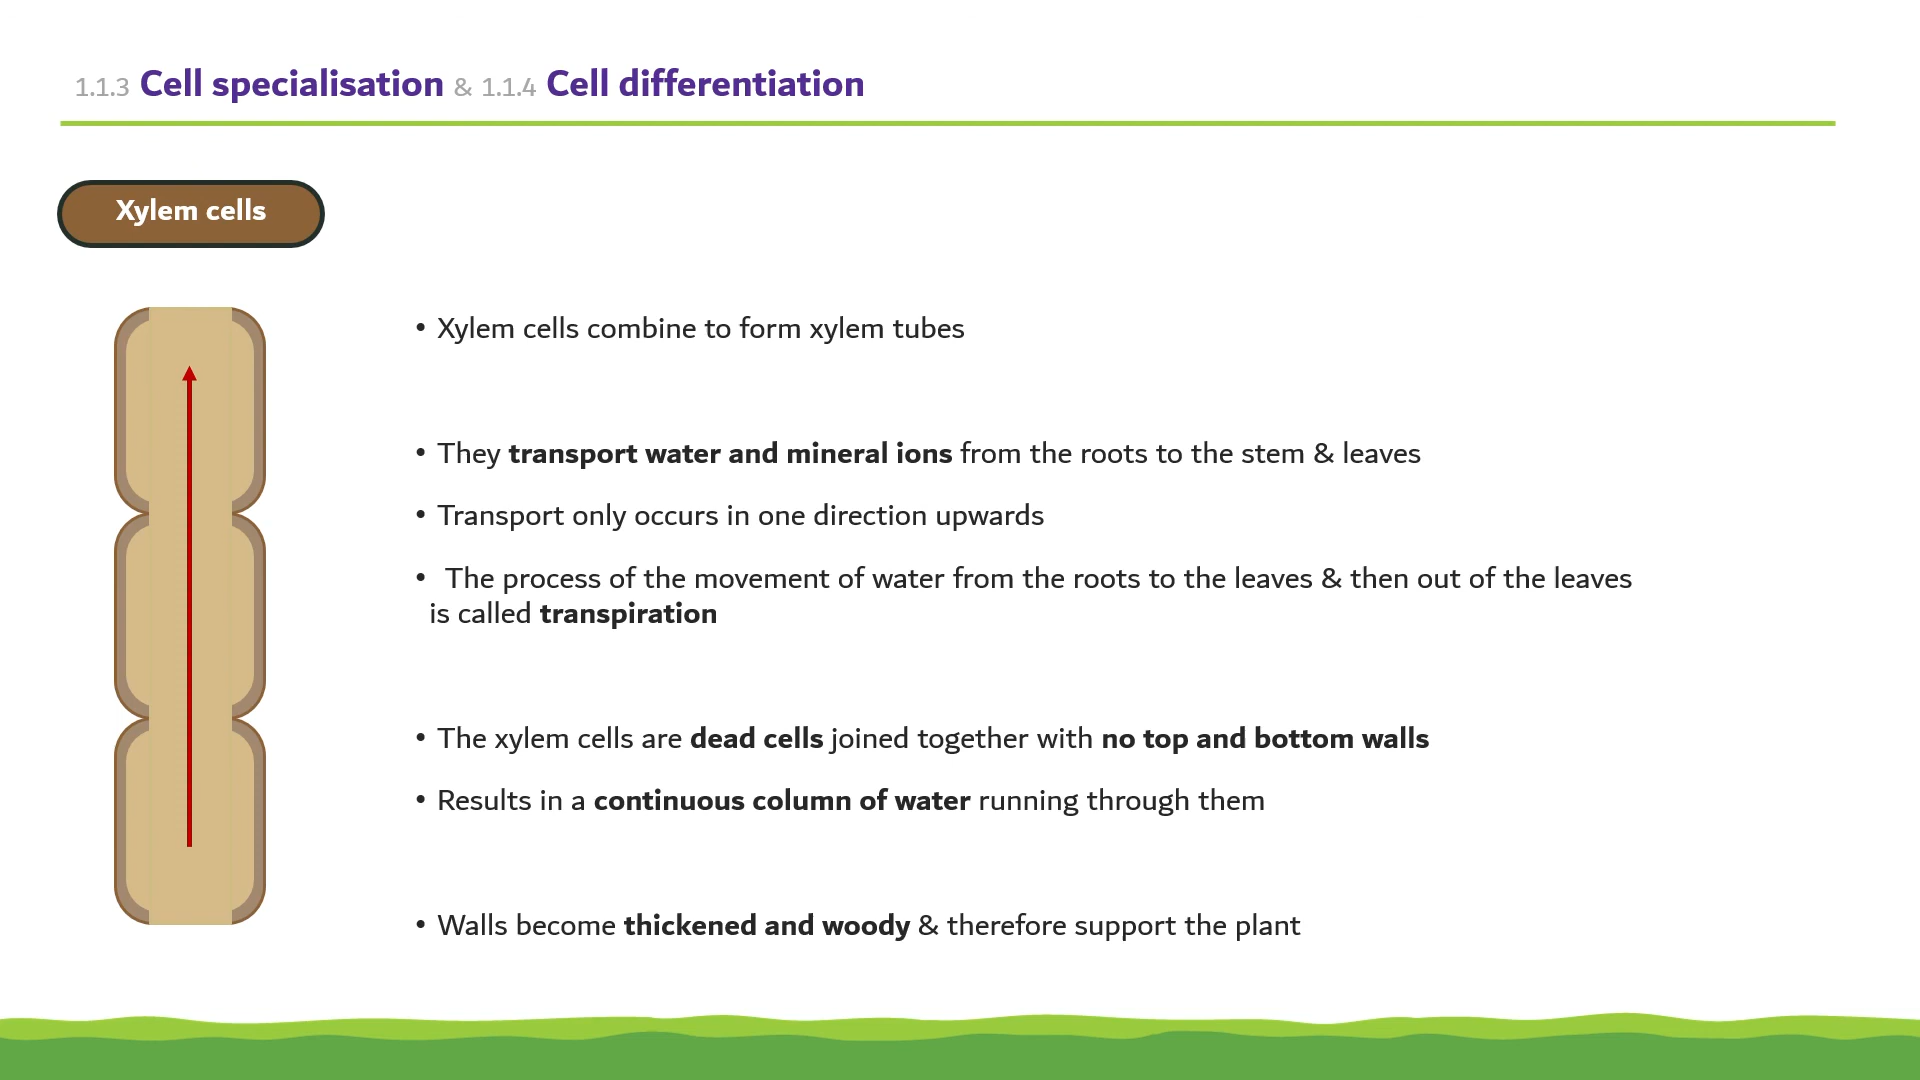 1.1.3 Cell specialisation & 1.1.4 Cell differentiation
Xylem cells
• Xylem cells combine to form xylem tubes
• They transport water and mineral ions from the roots to the stem & leaves
• Transport only occurs in one direction upwards
• The process of the movement of water from the roots to the leaves & then out of the leaves
is called transpiration
• The xylem cells are dead cells joined together with no top and bottom walls
• Results in a continuous column of water running through them
• Walls become thickened and woody & therefore support the plant